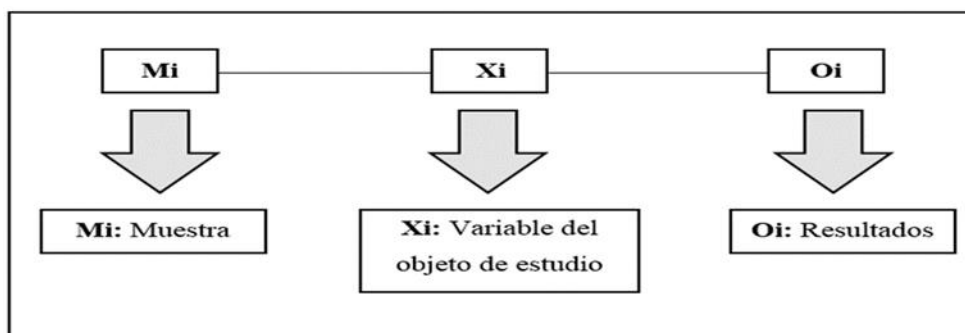 Mi
Xi
Oi
Mi: Muestra
Xi: Variable del
objeto de estudio
Oi: Resultados